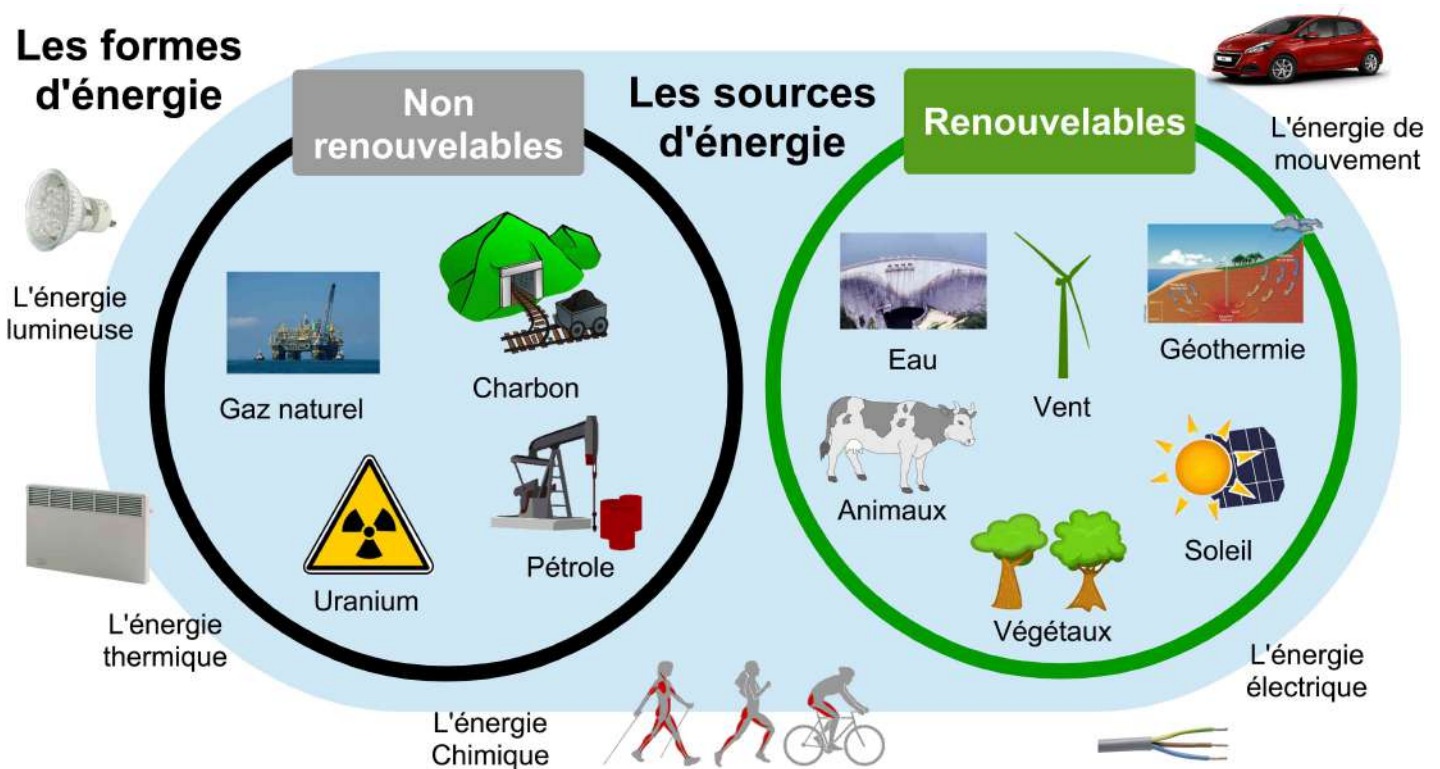 Les formes
d'énergie
Non
renouvelables
Les sources
d'énergie
Renouvelables
L'énergie de
mouvement
L'énergie
lumineuse
Gaz naturel
Charbon
Uranium
Pétrole
Eau
Vent
Géothermie
Animaux
Végétaux
Soleil
L'énergie
thermique
L'énergie
Chimique
L'énergie
électrique